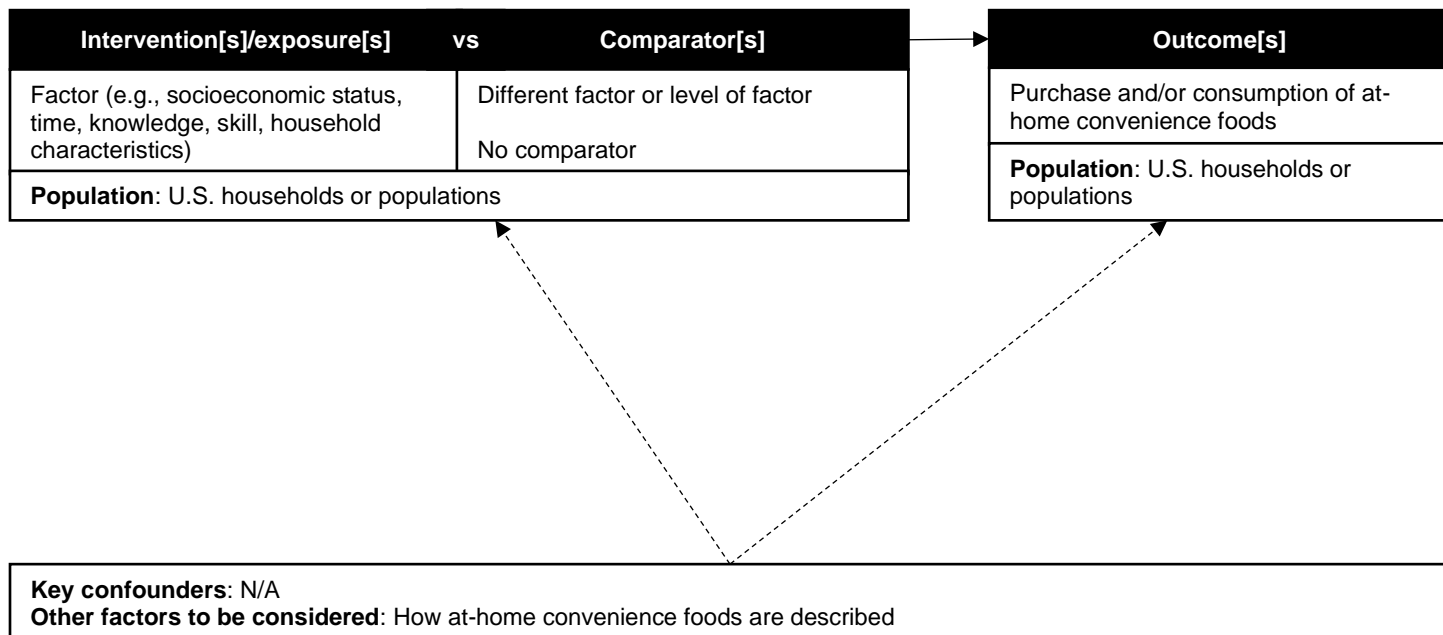 Intervention[s]/exposure[s] vs Comparator[s]
Outcome[s]
Factor (e.g., socioeconomic status,
time, knowledge, skill, household
characteristics)
Different factor or level of factor
No comparator
Population: U.S. households or populations
Purchase and/or consumption of at-
home convenience foods
Population: U.S. households or
populations
Key confounders: N/A
Other factors to be considered: How at-home convenience foods are described